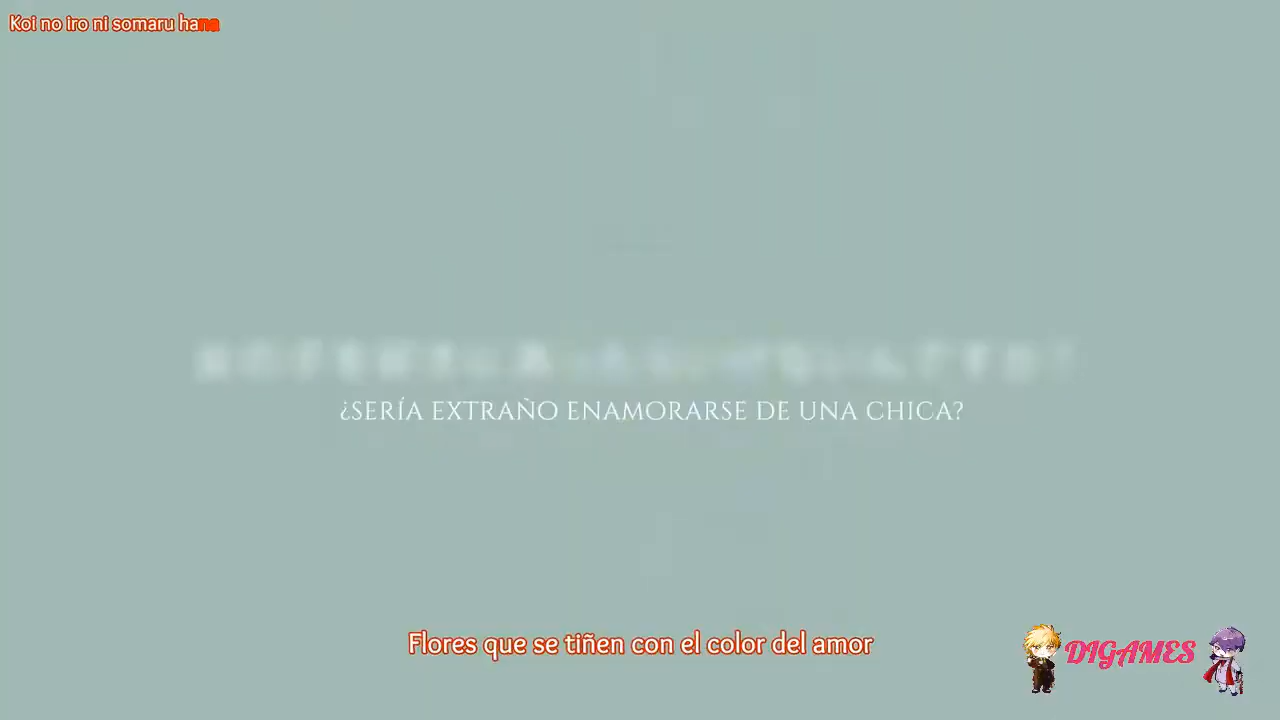 Koi no iro ni somaru hana
¿SERÍA EXTRAÑO ENAMORARSE DE UNA CHICA?
Flores que se tiñen con el color del amor
DIGAMES